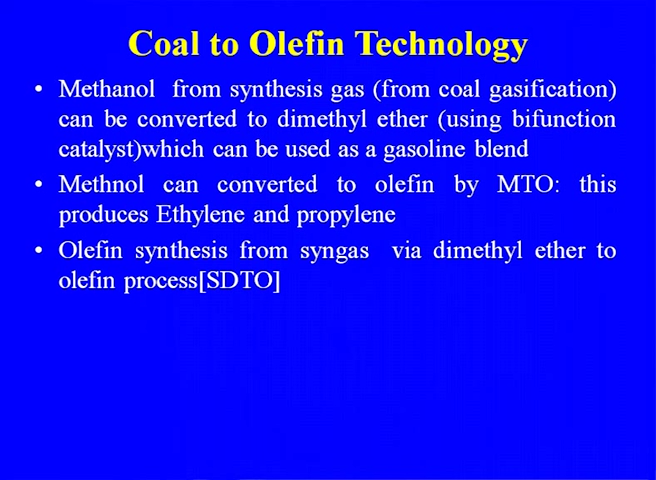 Coal to Olefin Technology
• Methanol from synthesis gas (from coal gasification)
can be converted to dimethyl ether (using bifunction
catalyst)which can be used as a gasoline blend
• Methnol can converted to olefin by MTO: this
produces Ethylene and propylene
• Olefin synthesis from syngas via dimethyl ether to
olefin process[SDTO]